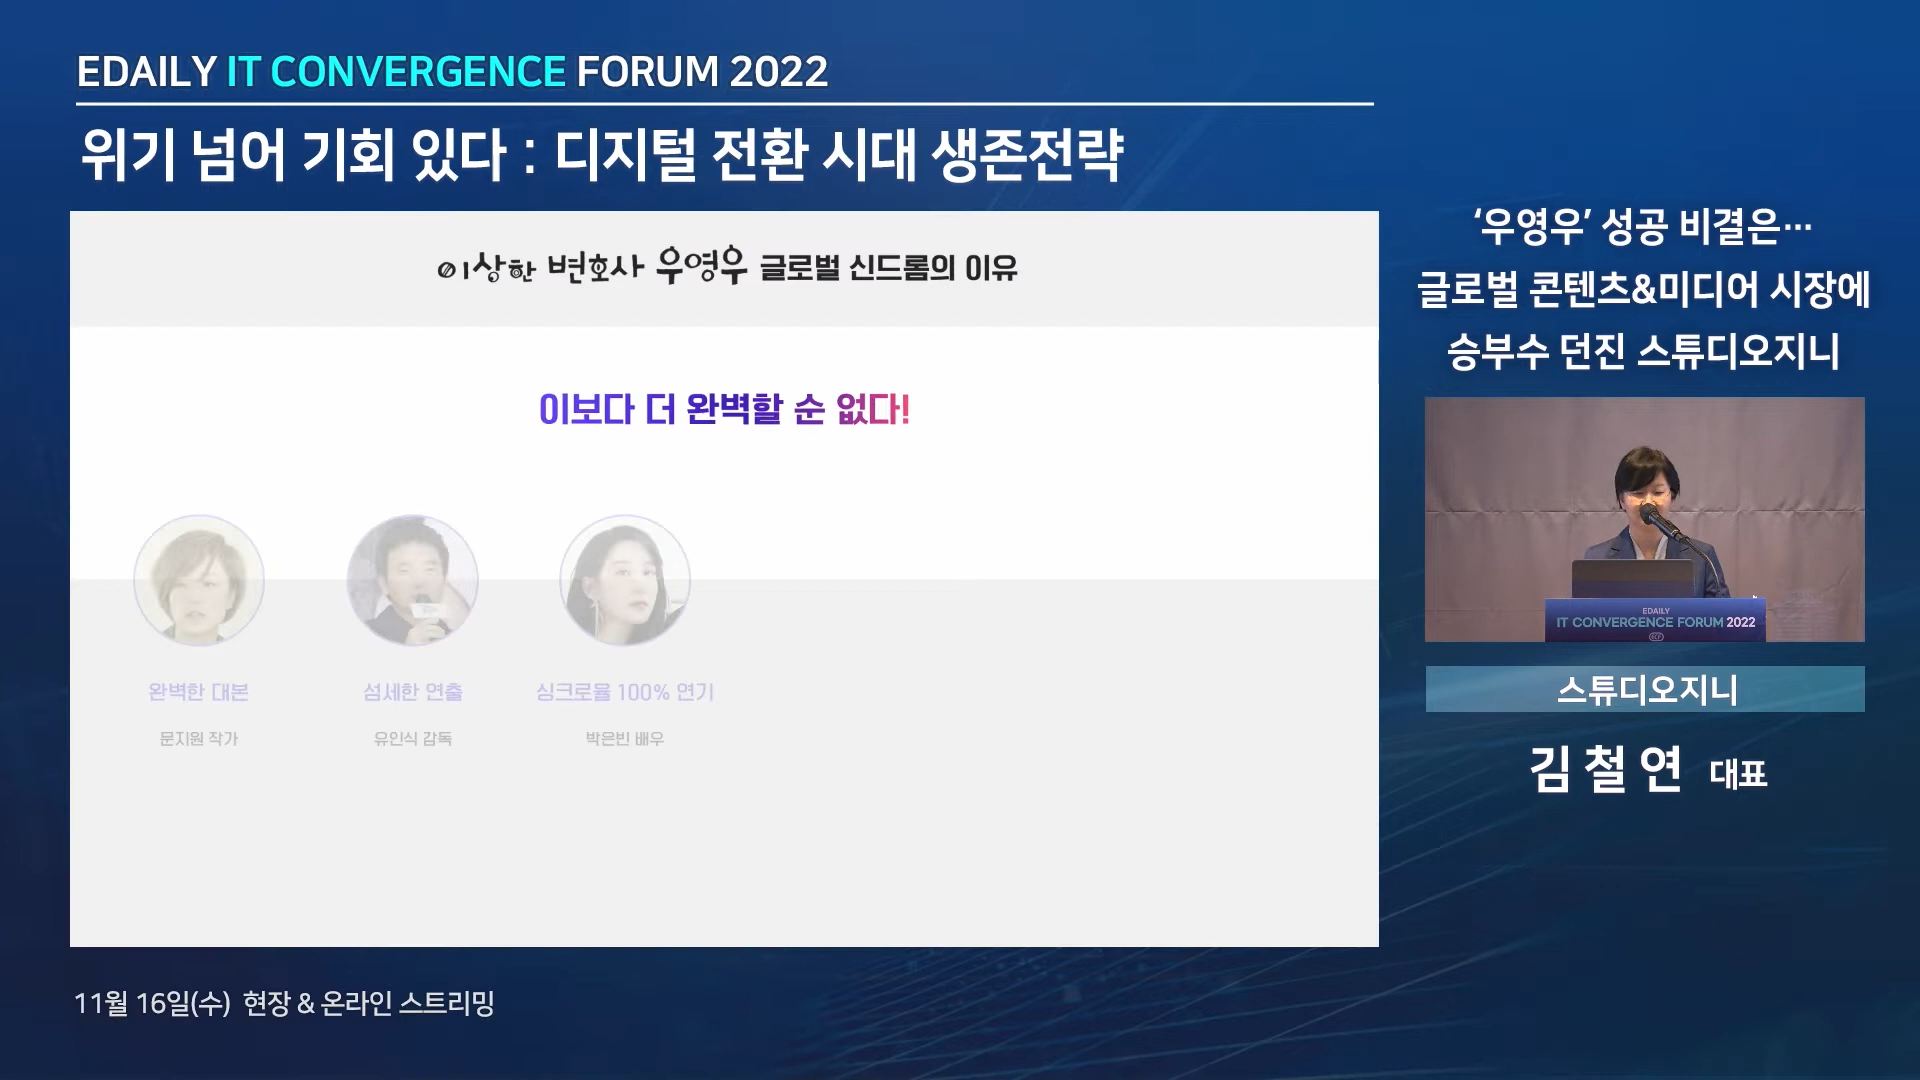 EDAILY IT CONVERGENCE FORUM 2022
위기 넘어 기회 있다 : 디지털 전환 시대 생존전략
이상한 변호사 우영우 글로벌 신드롬의 이유
이보다 더 완벽할 순 없다!
완벽한 대본
문지원 작가
섬세한 연출
유인식 감독
싱크로율 100% 연기
박은빈 배우
‘우영우’ 성공 비결은…
글로벌 콘텐츠&미디어 시장에
승부수 던진 스튜디오지니
EDAILY
IT CONVERGENCE FORUM 2022
스튜디오지니
김철연 대표
11월 16일(수) 현장 & 온라인 스트리밍